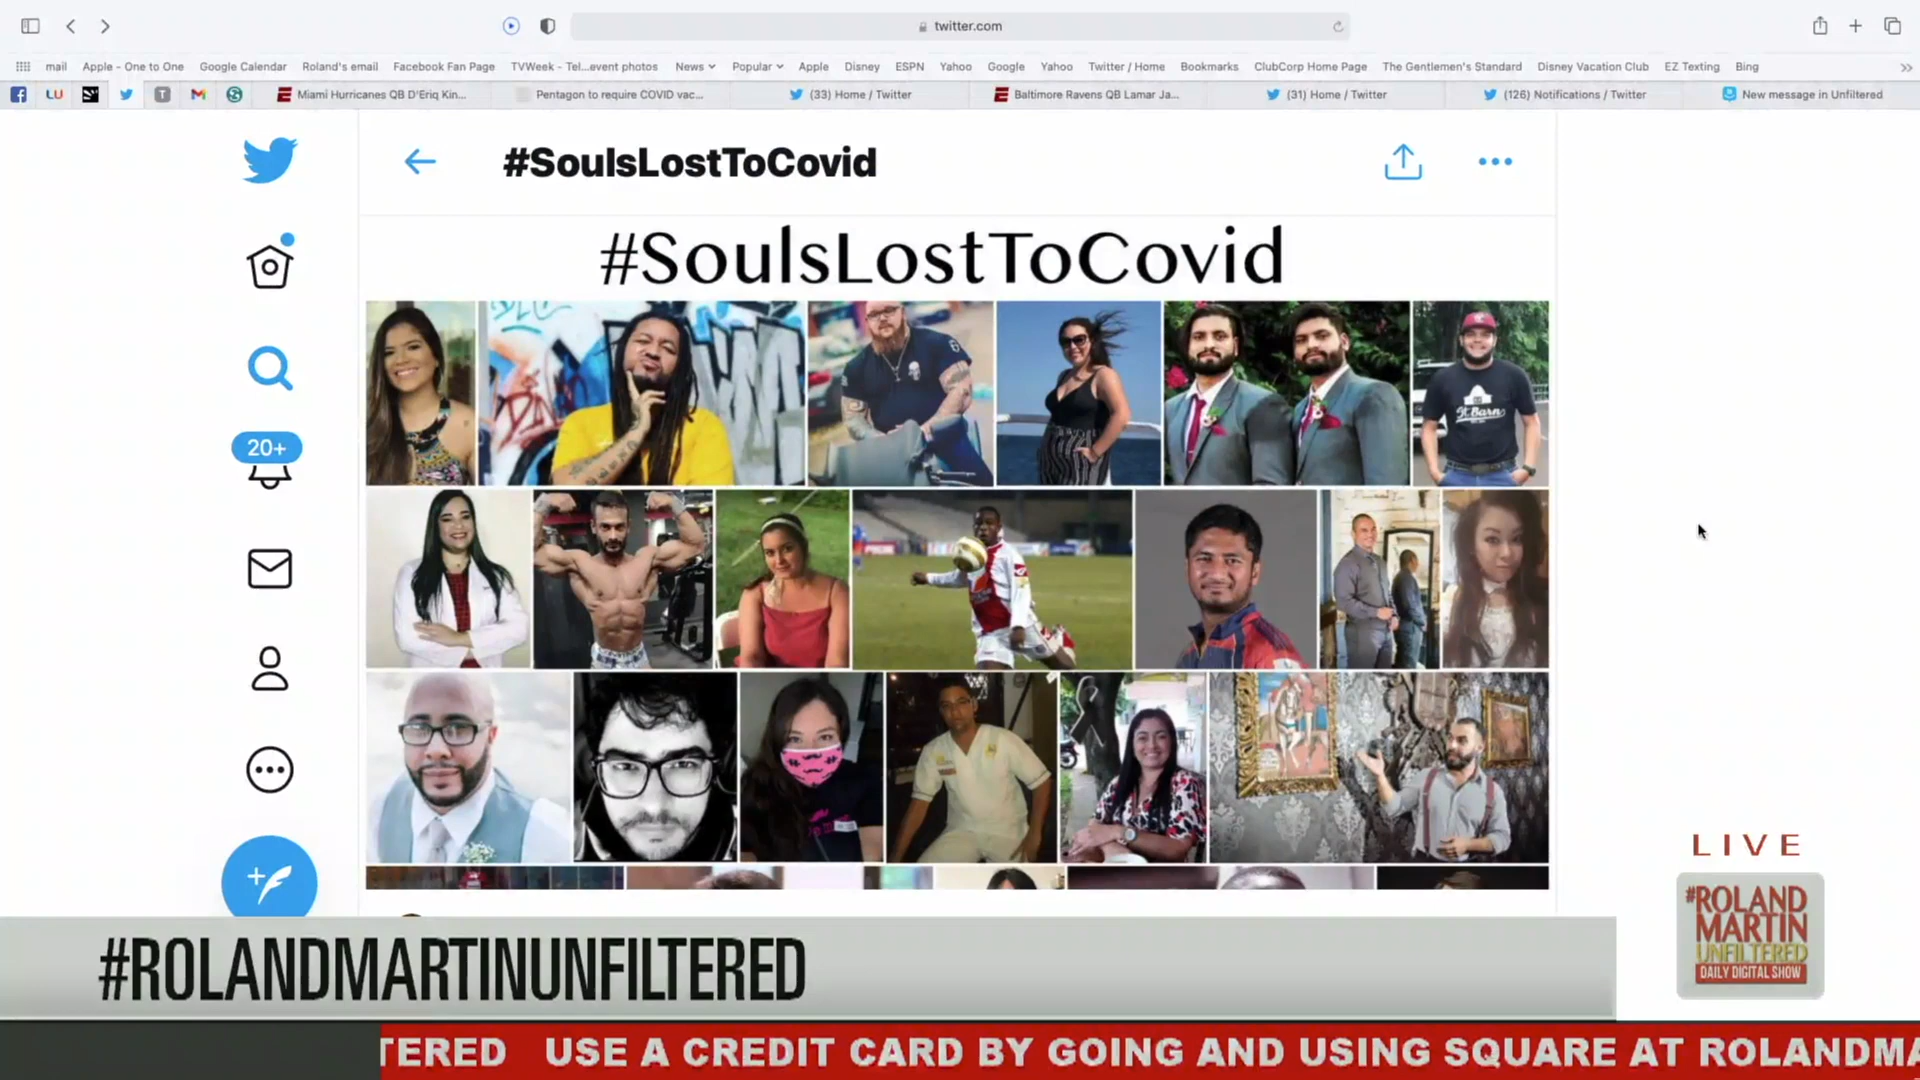 twitter.com
mail Apple - One to One Google Calendar Roland's email Facebook Fan Page TVWeek - Tel...event photos News Popular Apple Disney ESPN Yahoo Google Yahoo Twitter / Home Bookmarks ClubCorp Home Page The Gentlemen's Standard Disney Vacation Club EZ Texting Bing
LU T Miami Hurricanes QB D'Eriq Kin... Pentagon to require COVID vac... (33) Home / Twitter Baltimore Ravens QB Lamar Ja... (31) Home / Twitter (126) Notifications / Twitter New message in Unfiltered
#SoulsLostToCovid
#SoulsLostToCovid
St. Barn
20+
LIVE
#ROLAND
MARTIN
UNFILTERED
DAILY DIGITAL SHOW
#ROLANDMARTINUNFILTERED
TERED USE A CREDIT CARD BY GOING AND USING SQUARE AT ROLANDMA